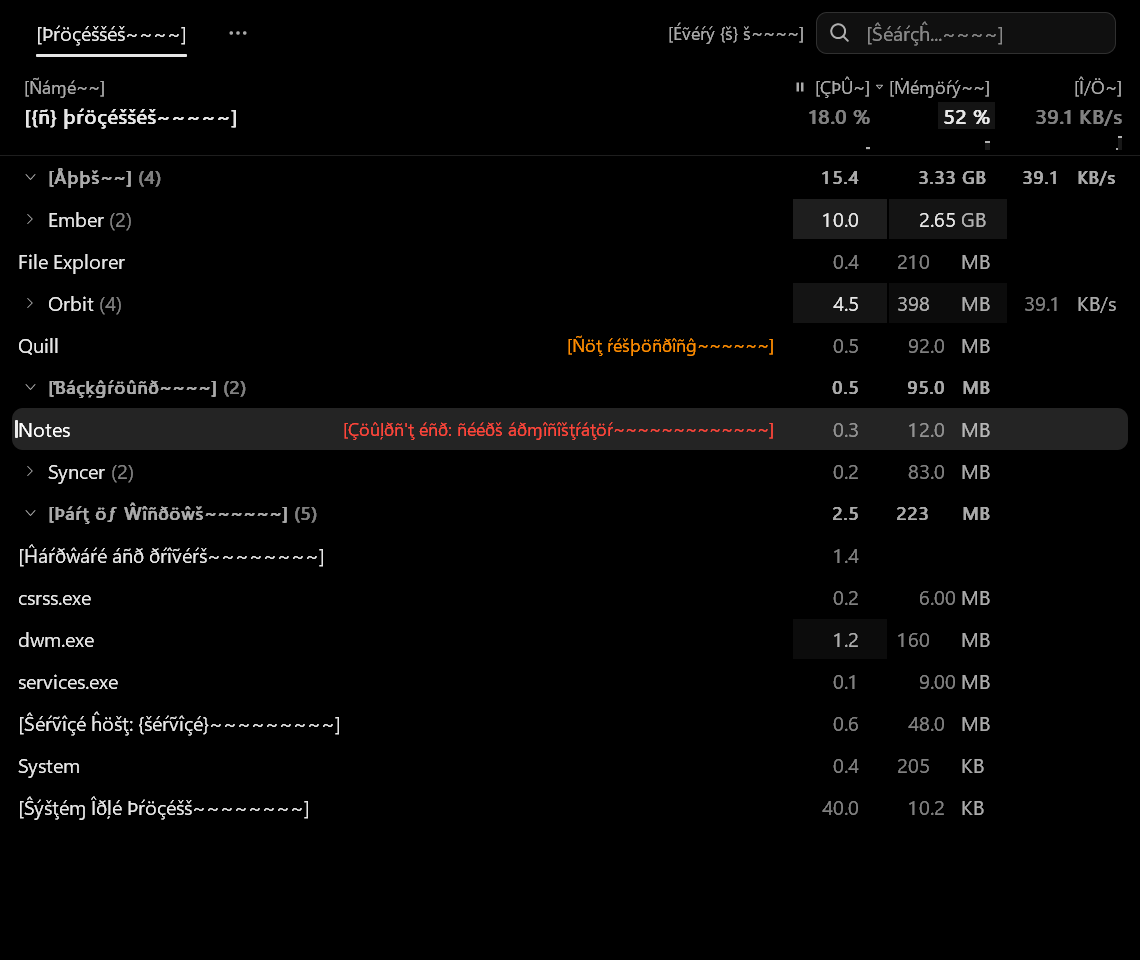 [Þŕöçéššéš~~~~] ··· [Éṽéŕý {š} š~~~~] [Ŝéáŕçĥ...~~~~]
[Ñáɱé~~] [ÇÞÛ~] [Ṁéɱöŕý~~] [Î/Ö~]
[{ñ} þŕöçéššéš~~~~~] 18.0 % 52 % 39.1 KB/s
[Åþþš~~] (4) 15.4 3.33 GB 39.1 KB/s
Ember (2) 10.0 2.65 GB
File Explorer 0.4 210 MB
Orbit (4) 4.5 398 MB 39.1 KB/s
Quill [Ñöţ ŕéšþöñðîñĝ~~~~~~] 0.5 92.0 MB
[Ɓáçķĝŕöûñð~~~~] (2) 0.5 95.0 MB
Notes [Çöûļðñ'ţ éñð: ñééðš áðɱîñîšţŕáţöŕ~~~~~~~~~~~~~] 0.3 12.0 MB
Syncer (2) 0.2 83.0 MB
[Þáŕţ öƒ Ŵîñðöŵš~~~~~~] (5) 2.5 223 MB
[Ĥáŕðŵáŕé áñð ðŕîṽéŕš~~~~~~~~] 1.4
csrss.exe 0.2 6.00 MB
dwm.exe 1.2 160 MB
services.exe 0.1 9.00 MB
[Ŝéŕṽîçé ĥöšţ: {šéŕṽîçé}~~~~~~~~~] 0.6 48.0 MB
System 0.4 205 KB
[Ŝýšţéɱ Îðļé Þŕöçéšš~~~~~~~~] 40.0 10.2 KB